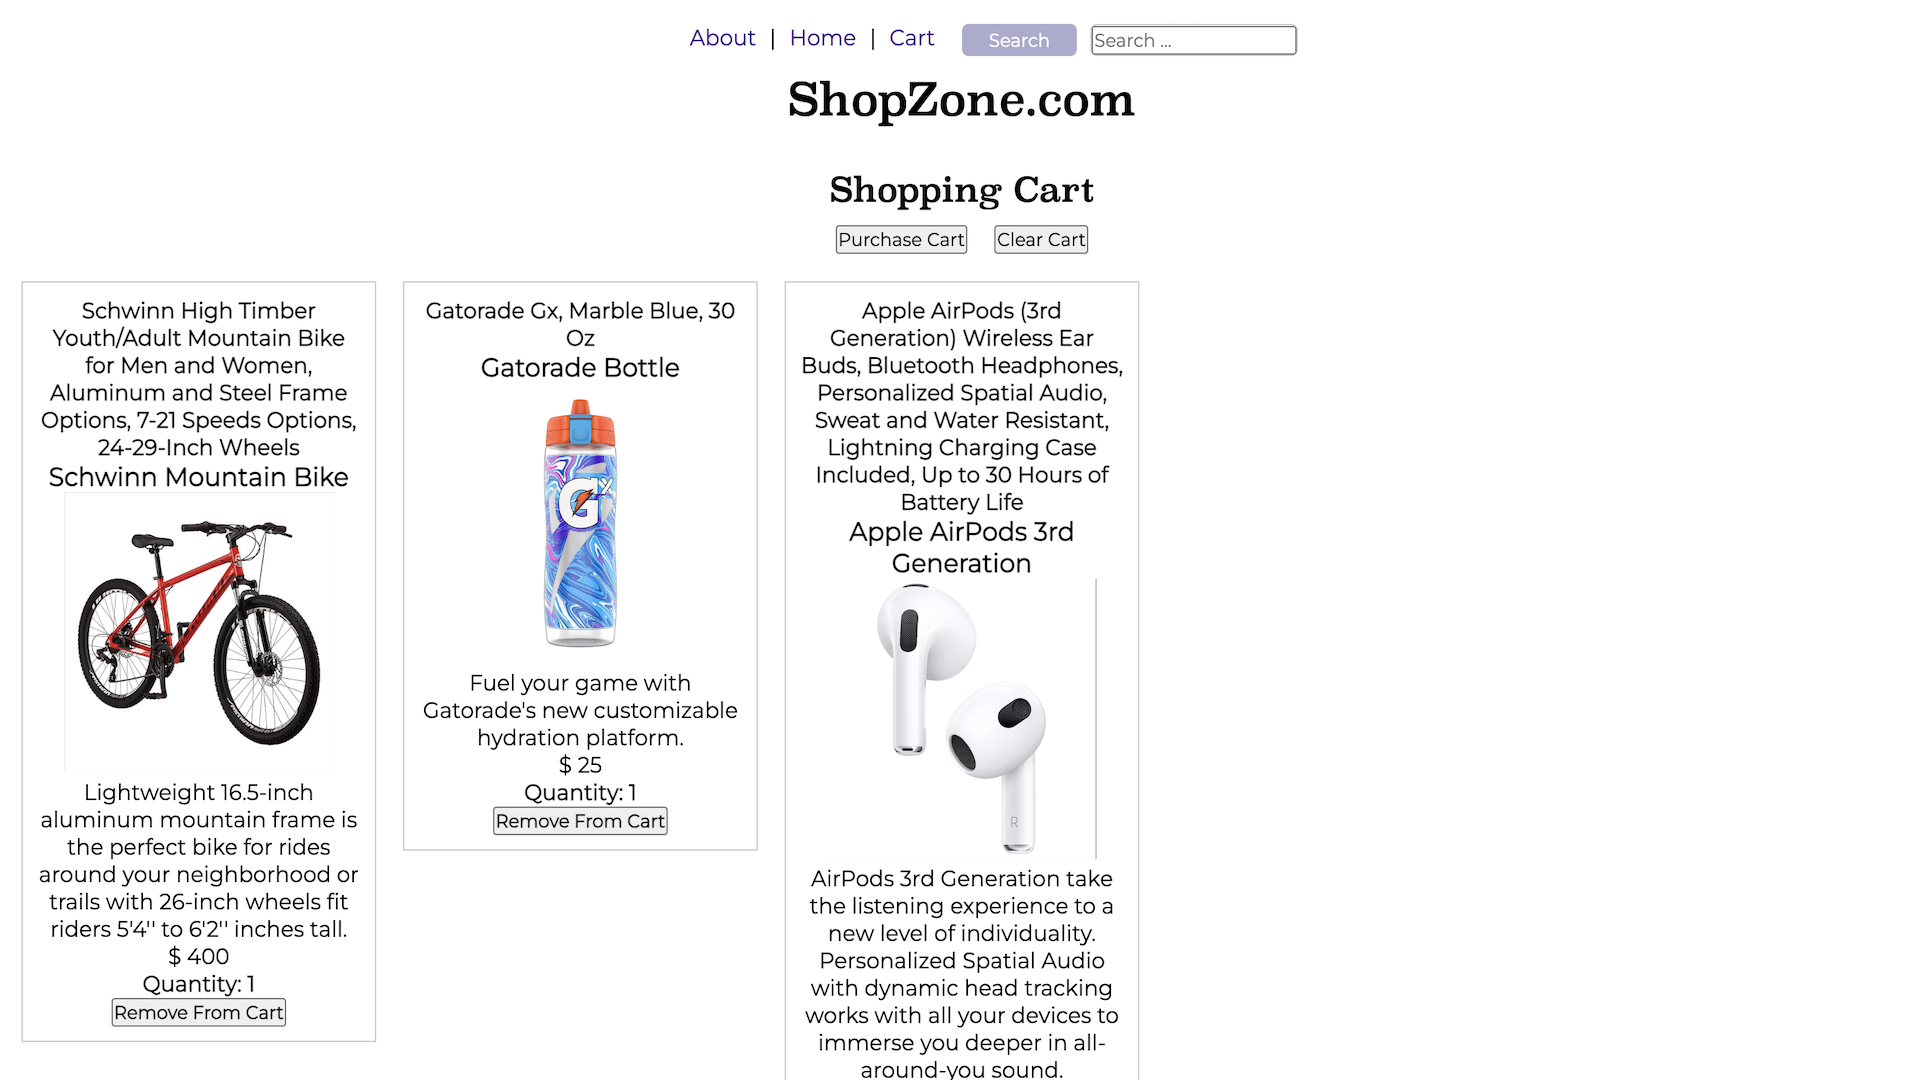 About | Home | Cart Search Search ...
ShopZone.com
Shopping Cart
Purchase Cart Clear Cart
Schwinn High Timber
Youth/Adult Mountain Bike
for Men and Women,
Aluminum and Steel Frame
Options, 7-21 Speeds Options,
24-29-Inch Wheels
Schwinn Mountain Bike
Lightweight 16.5-inch
aluminum mountain frame is
the perfect bike for rides
around your neighborhood or
trails with 26-inch wheels fit
riders 5'4'' to 6'2'' inches tall.
$ 400
Quantity: 1
Remove From Cart
Gatorade Gx, Marble Blue, 30
Oz
Gatorade Bottle
Gx
Fuel your game with
Gatorade's new customizable
hydration platform.
$ 25
Quantity: 1
Remove From Cart
Apple AirPods (3rd
Generation) Wireless Ear
Buds, Bluetooth Headphones,
Personalized Spatial Audio,
Sweat and Water Resistant,
Lightning Charging Case
Included, Up to 30 Hours of
Battery Life
Apple AirPods 3rd
Generation
R
AirPods 3rd Generation take
the listening experience to a
new level of individuality.
Personalized Spatial Audio
with dynamic head tracking
works with all your devices to
immerse you deeper in all-
around-you sound.